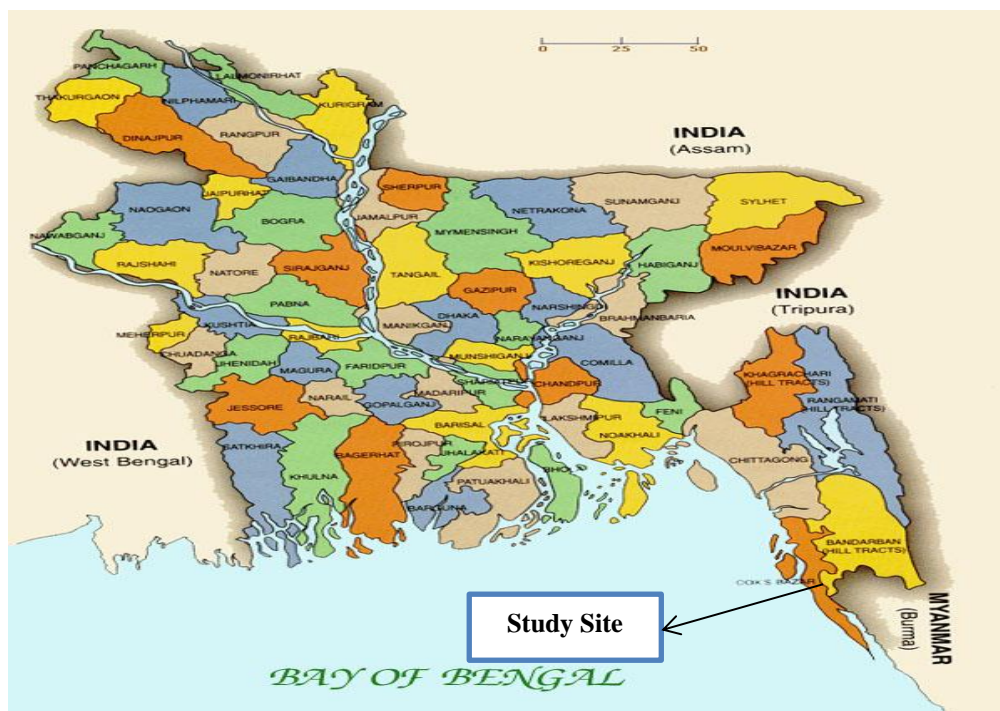 0 25 50
PANCHAGARH
LALMONIRHAT
THAKURGAON
NILPHAMARI
KURIGRAM
DINAJPUR
RANGPUR
INDIA
(Assam)
GAIBANDHA
SHERPUR
JAIPURHAT
NAOGAON
BOGRA
JAMALPUR
NETRAKONA
SUNAMGANJ
SYLHET
NAWABGANJ
MYMENSINGH
MOULVIBAZAR
RAJSHAHI
NATORE
SIRAJGANJ
TANGAIL
KISHOREGANJ
HABIGANJ
GAZIPUR
INDIA
(Tripura)
PABNA
DHAKA
NARSHINGDI
BRAHMANBARIA
MEHERPUR
KUSHTIA
RAJBARI
MANIKGANJ
NARAYANGANJ
CHUADANGA
JHENIDAH
MAGURA
FARIDPUR
MUNSHIGANJ
COMILLA
KHAGRACHARI
(HILL TRACTS)
CHANDPUR
MADARIPUR
JESSORE
NARAIL
GOPALGANJ
RANGAMATI
(HILL TRACTS)
BARISAL
LAKSHMIPUR
FENI
NOAKHALI
INDIA
(West Bengal)
SATKHIRA
KHULNA
BAGERHAT
PIROJPUR
JHALAKATI
BHOLA
CHITTAGONG
PATUAKHALI
BARGUNA
BANDARBAN
(HILL TRACTS)
COX'S BAZAR
Study Site
MYANMAR
(Burma)
BAY OF BENGAL